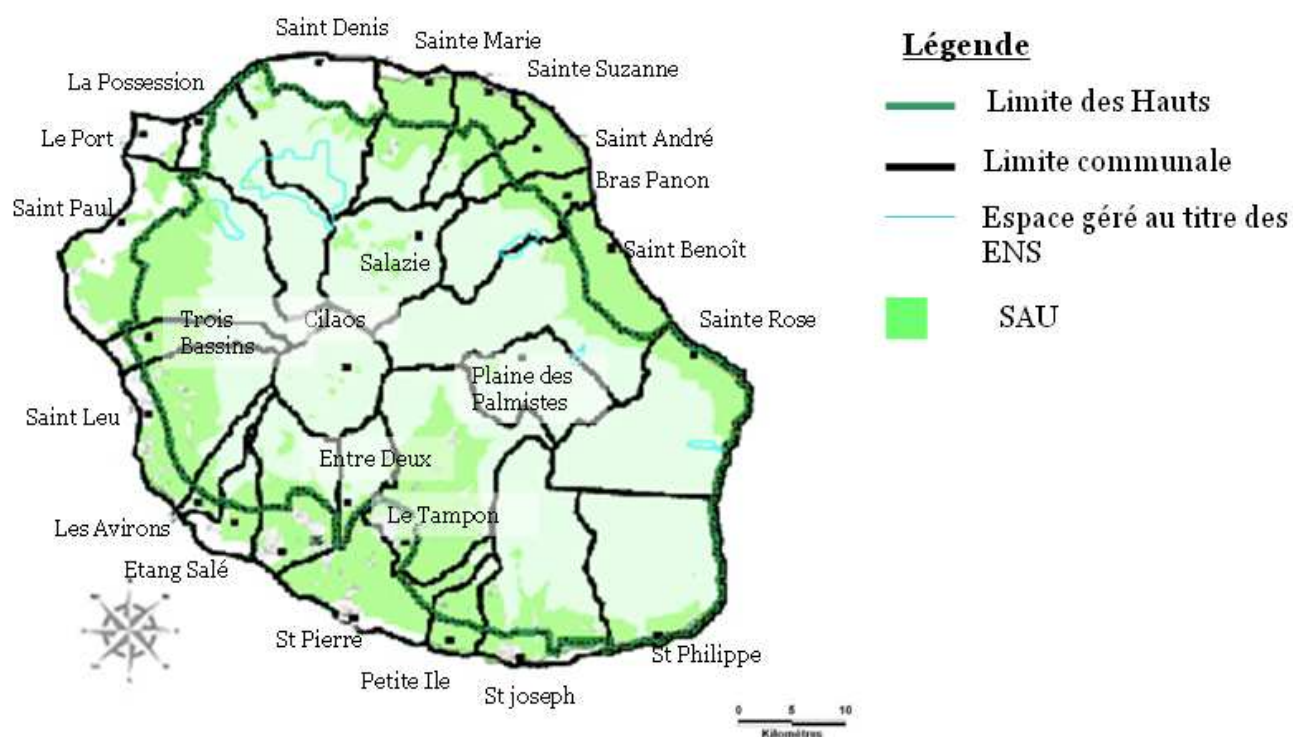 Saint Denis
Sainte Marie
Sainte Suzanne
La Possession
Le Port
Saint André
Bras Panon
Saint Paul
Saint Benoît
Salazie
Sainte Rose
Trois
Bassins
Cilaos
Plaine des
Palmistes
Saint Leu
Entre Deux
Le Tampon
Les Avirons
Etang Salé
St Pierre
Petite Ile
St joseph
St Philippe
Légende
Limite des Hauts
Limite communale
Espace géré au titre des
ENS
SAU
0 5 10
Kilomètres